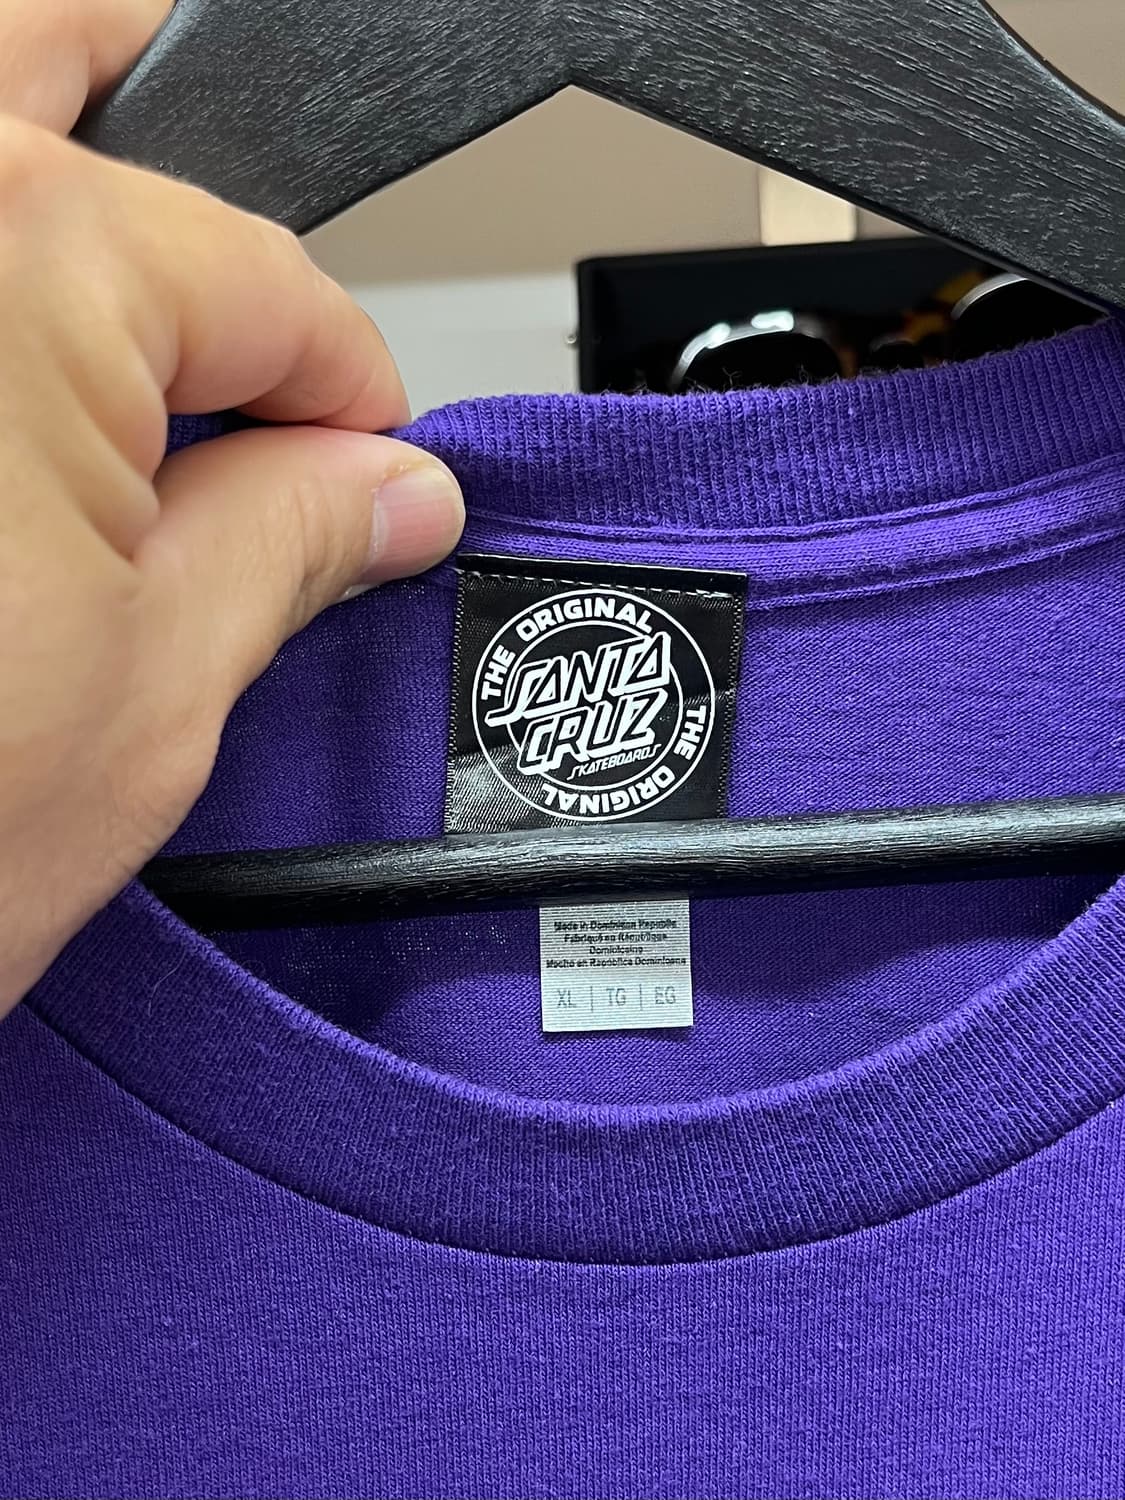 THE ORIGINAL
SANTA
CRUZ
SKATEBOARDS
THE ORIGINAL
Made in Dominican Republic
Fabriqué en République
Dominicaine
Hecho en República Dominicana
XL | TG | EG